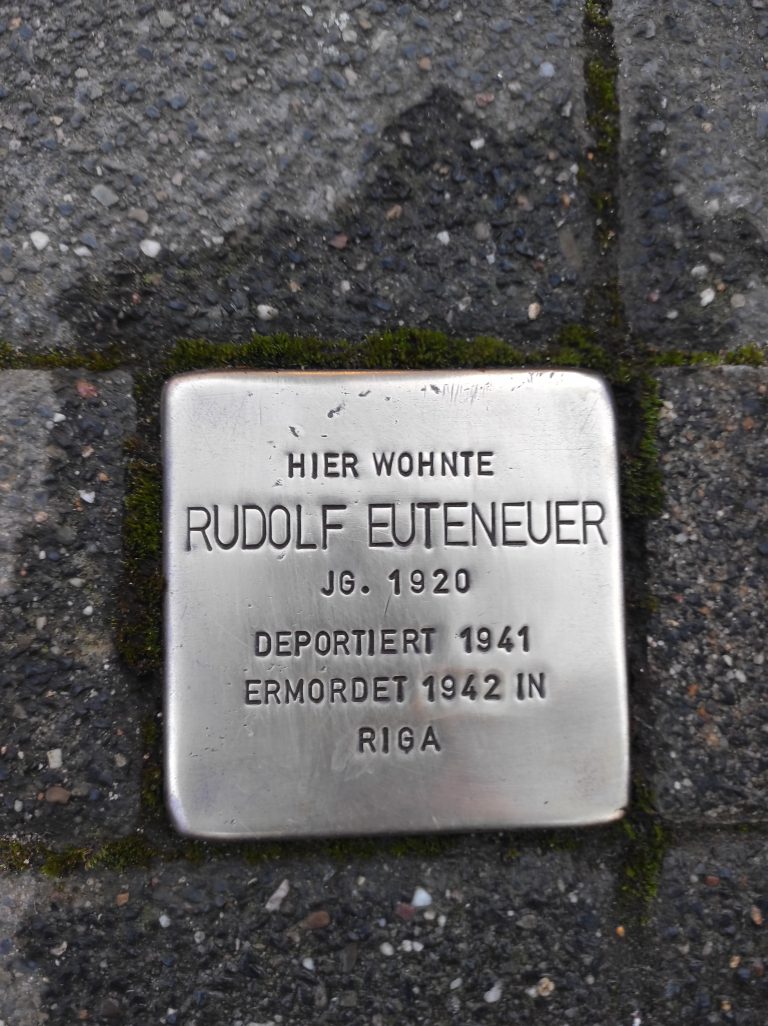 HIER WOHNTE
RUDOLF EUTENEUER
JG. 1920
DEPORTIERT 1941
ERMORDET 1942 IN
RIGA